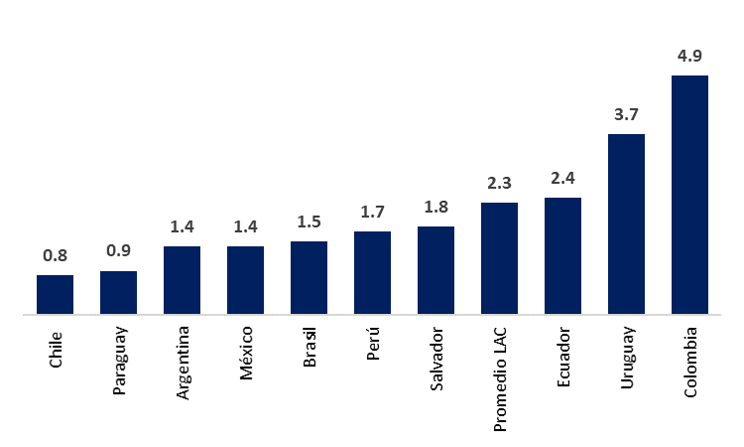 4.9
3.7
2.4
2.3
1.8
1.7
1.5
1.4
1.4
0.9
0.8
Chile
Paraguay
Argentina
México
Brasil
Perú
Salvador
Promedio LAC
Ecuador
Uruguay
Colombia